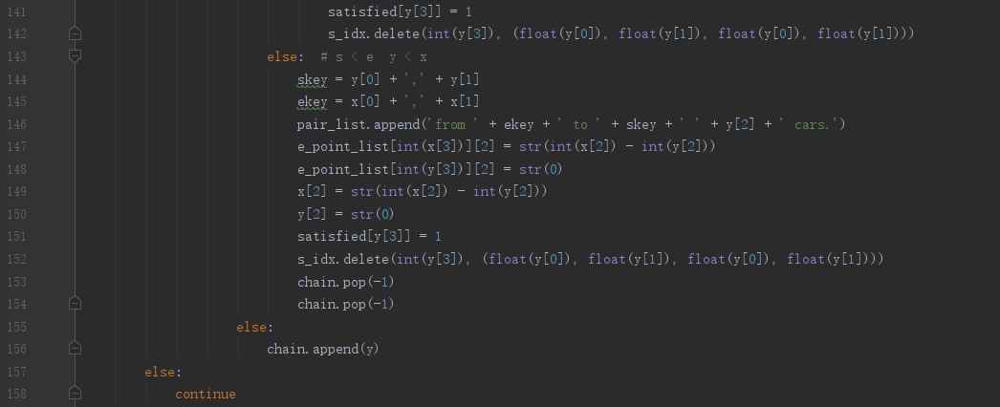 141 satisfied[y[3]] = 1
142 s_idx.delete(int(y[3]), (float(y[0]), float(y[1]), float(y[0]), float(y[1])))
143 else: # s < e y < x
144 skey = y[0] + ',' + y[1]
145 ekey = x[0] + ',' + x[1]
146 pair_list.append('from ' + ekey + ' to ' + skey + ' ' + y[2] + ' cars.')
147 e_point_list[int(x[3])][2] = str(int(x[2]) - int(y[2]))
148 e_point_list[int(y[3])][2] = str(0)
149 x[2] = str(int(x[2]) - int(y[2]))
150 y[2] = str(0)
151 satisfied[y[3]] = 1
152 s_idx.delete(int(y[3]), (float(y[0]), float(y[1]), float(y[0]), float(y[1])))
153 chain.pop(-1)
154 chain.pop(-1)
155 else:
156 chain.append(y)
157 else:
158 continue